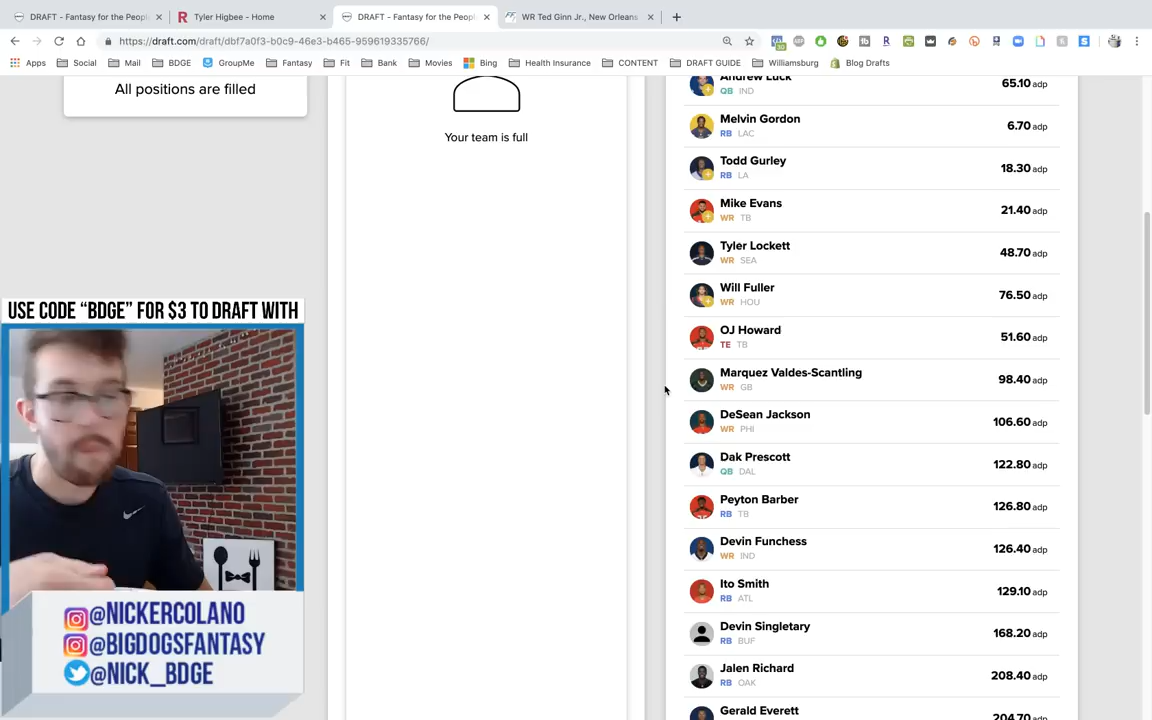 DRAFT - Fantasy for the Peopl
Tyler Higbee - Home
DRAFT - Fantasy for the Peopl
WR Ted Ginn Jr., New Orleans
https://draft.com/draft/dbf7a0f3-b0c9-46e3-b465-959619335766/
Apps
Social
Mail
BDGE
GroupMe
Fantasy
Fit
Bank
Movies
Bing
Health Insurance
CONTENT
DRAFT GUIDE
Williamsburg
Blog Drafts
All positions are filled
Your team is full
Andrew Luck
QB IND
65.10 adp
Melvin Gordon
RB LAC
6.70 adp
Todd Gurley
RB LA
18.30 adp
Mike Evans
WR TB
21.40 adp
Tyler Lockett
WR SEA
48.70 adp
Will Fuller
WR HOU
76.50 adp
OJ Howard
TE TB
51.60 adp
Marquez Valdes-Scantling
WR GB
98.40 adp
DeSean Jackson
WR PHI
106.60 adp
Dak Prescott
QB DAL
122.80 adp
Peyton Barber
RB TB
126.80 adp
Devin Funchess
WR IND
126.40 adp
Ito Smith
RB ATL
129.10 adp
Devin Singletary
RB BUF
168.20 adp
Jalen Richard
RB OAK
208.40 adp
Gerald Everett
204.70 adp
USE CODE "BDGE" FOR $3 TO DRAFT WITH
@NICKERCOLANO
@BIGDOGSFANTASY
@NICK_BDGE